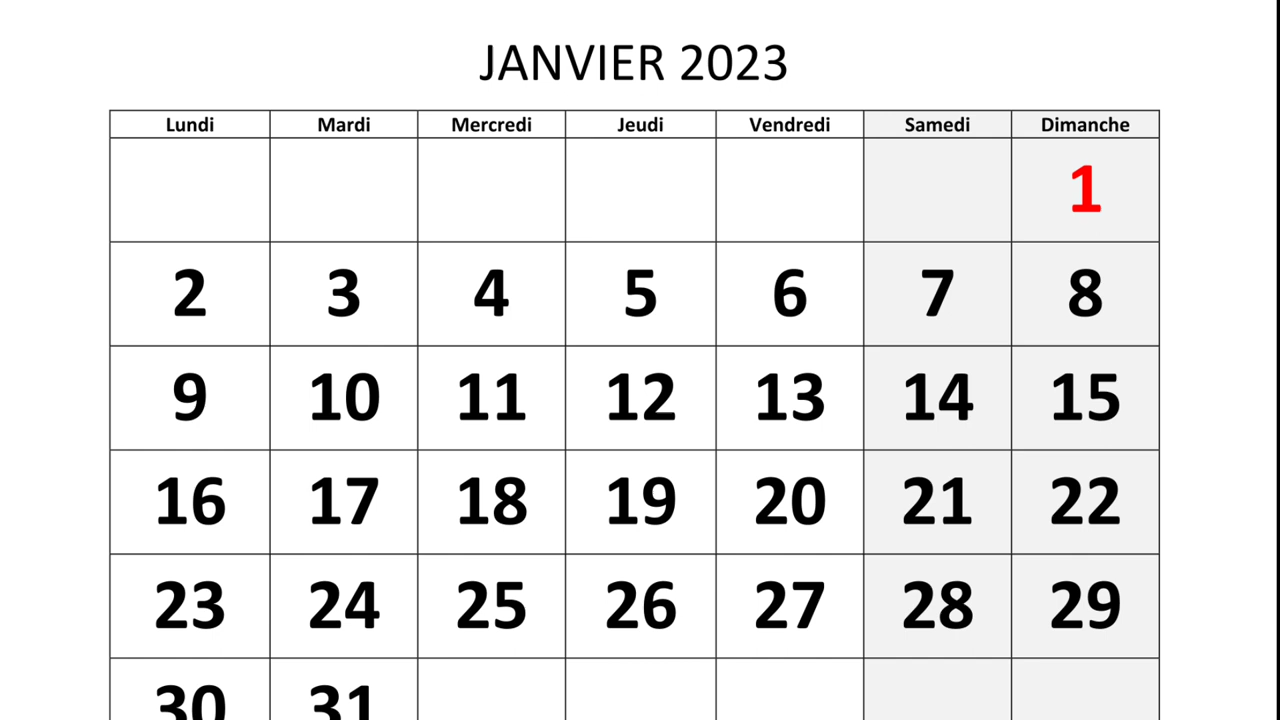 JANVIER 2023
Lundi Mardi Mercredi Jeudi Vendredi Samedi Dimanche
1
2 3 4 5 6 7 8
9 10 11 12 13 14 15
16 17 18 19 20 21 22
23 24 25 26 27 28 29
30 31